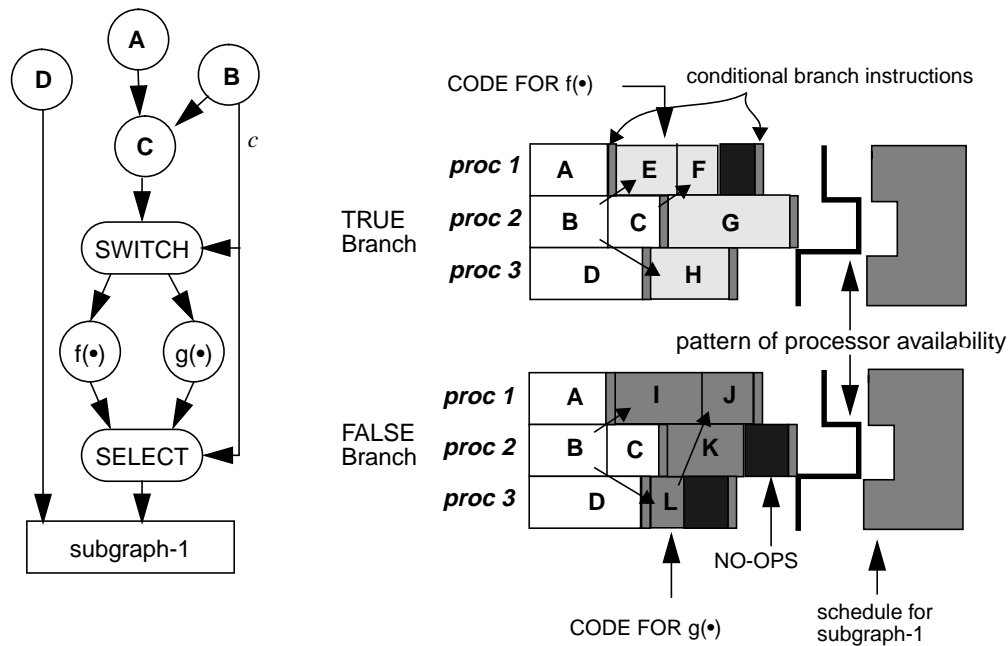 A
D
B
c
C
SWITCH
f(•)
g(•)
SELECT
subgraph-1
CODE FOR f(•)
conditional branch instructions
TRUE
Branch
proc 1
A
E
F
proc 2
B
C
G
proc 3
D
H
pattern of processor availability
FALSE
Branch
proc 1
A
I
J
proc 2
B
C
K
proc 3
D
L
NO-OPS
CODE FOR g(•)
schedule for
subgraph-1